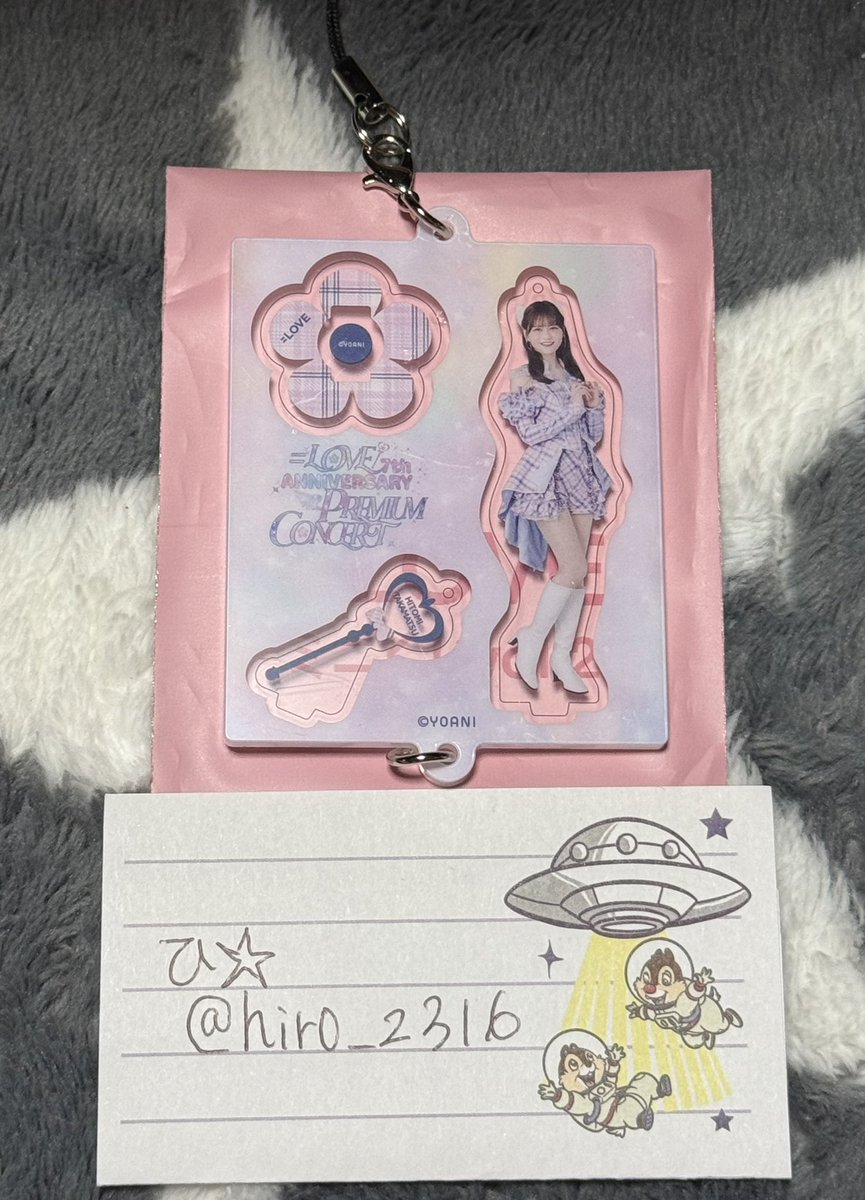 =LOVE
©YOANI
=LOVE 7th
ANNIVERSARY
PREMIUM
CONCERT
HITOMI
TAKAMATSU
©YOANI
ひ☆
@hiro_2316